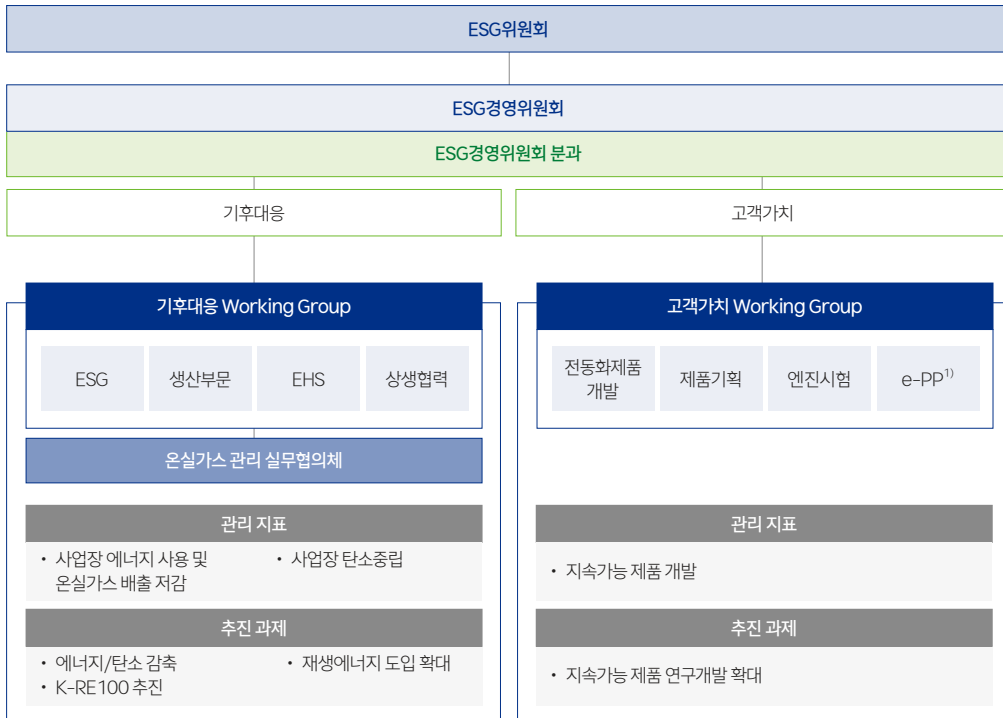 ESG위원회
ESG경영위원회
ESG경영위원회 분과
기후대응
고객가치
기후대응 Working Group
ESG
생산부문
EHS
상생협력
온실가스 관리 실무협의체
관리 지표
• 사업장 에너지 사용 및
온실가스 배출 저감
• 사업장 탄소중립
추진 과제
• 에너지/탄소 감축
• K-RE100 추진
• 재생에너지 도입 확대
고객가치 Working Group
전동화제품
개발
제품기획
엔진시험
e-PP1)
관리 지표
• 지속가능 제품 개발
추진 과제
• 지속가능 제품 연구개발 확대